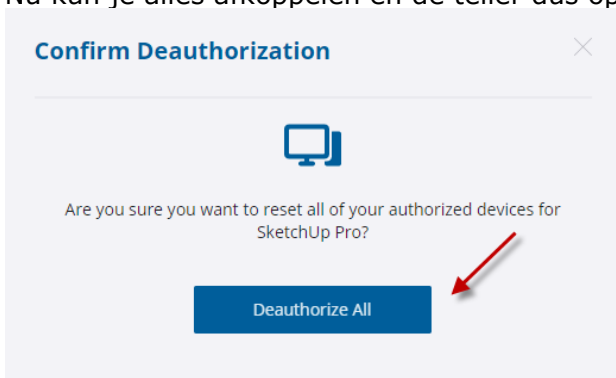 Nu kan je alles afkoppelen en de teller dus op
Confirm Deauthorization
Are you sure you want to reset all of your authorized devices for
SketchUp Pro?
Deauthorize All